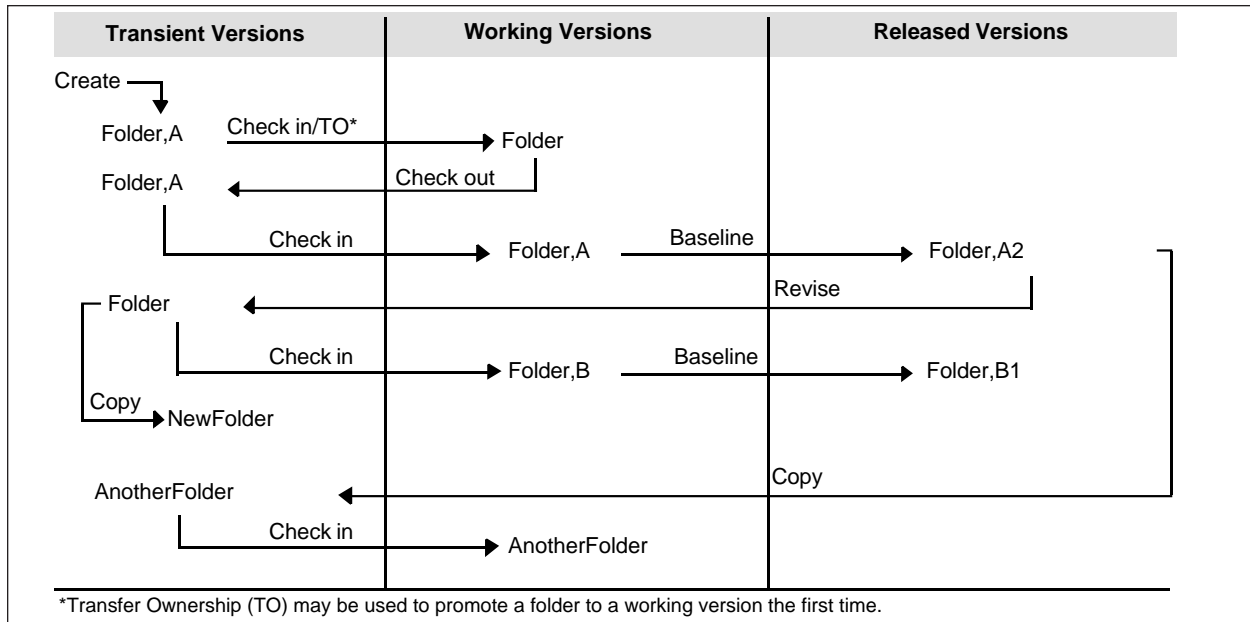 Transient Versions Working Versions Released Versions
Create
Folder,A Check in/TO* Folder
Folder,A Check out
Check in Folder,A Baseline Folder,A2
Folder Revise
Check in Folder,B Baseline Folder,B1
Copy NewFolder
AnotherFolder Copy
Check in AnotherFolder
*Transfer Ownership (TO) may be used to promote a folder to a working version the first time.